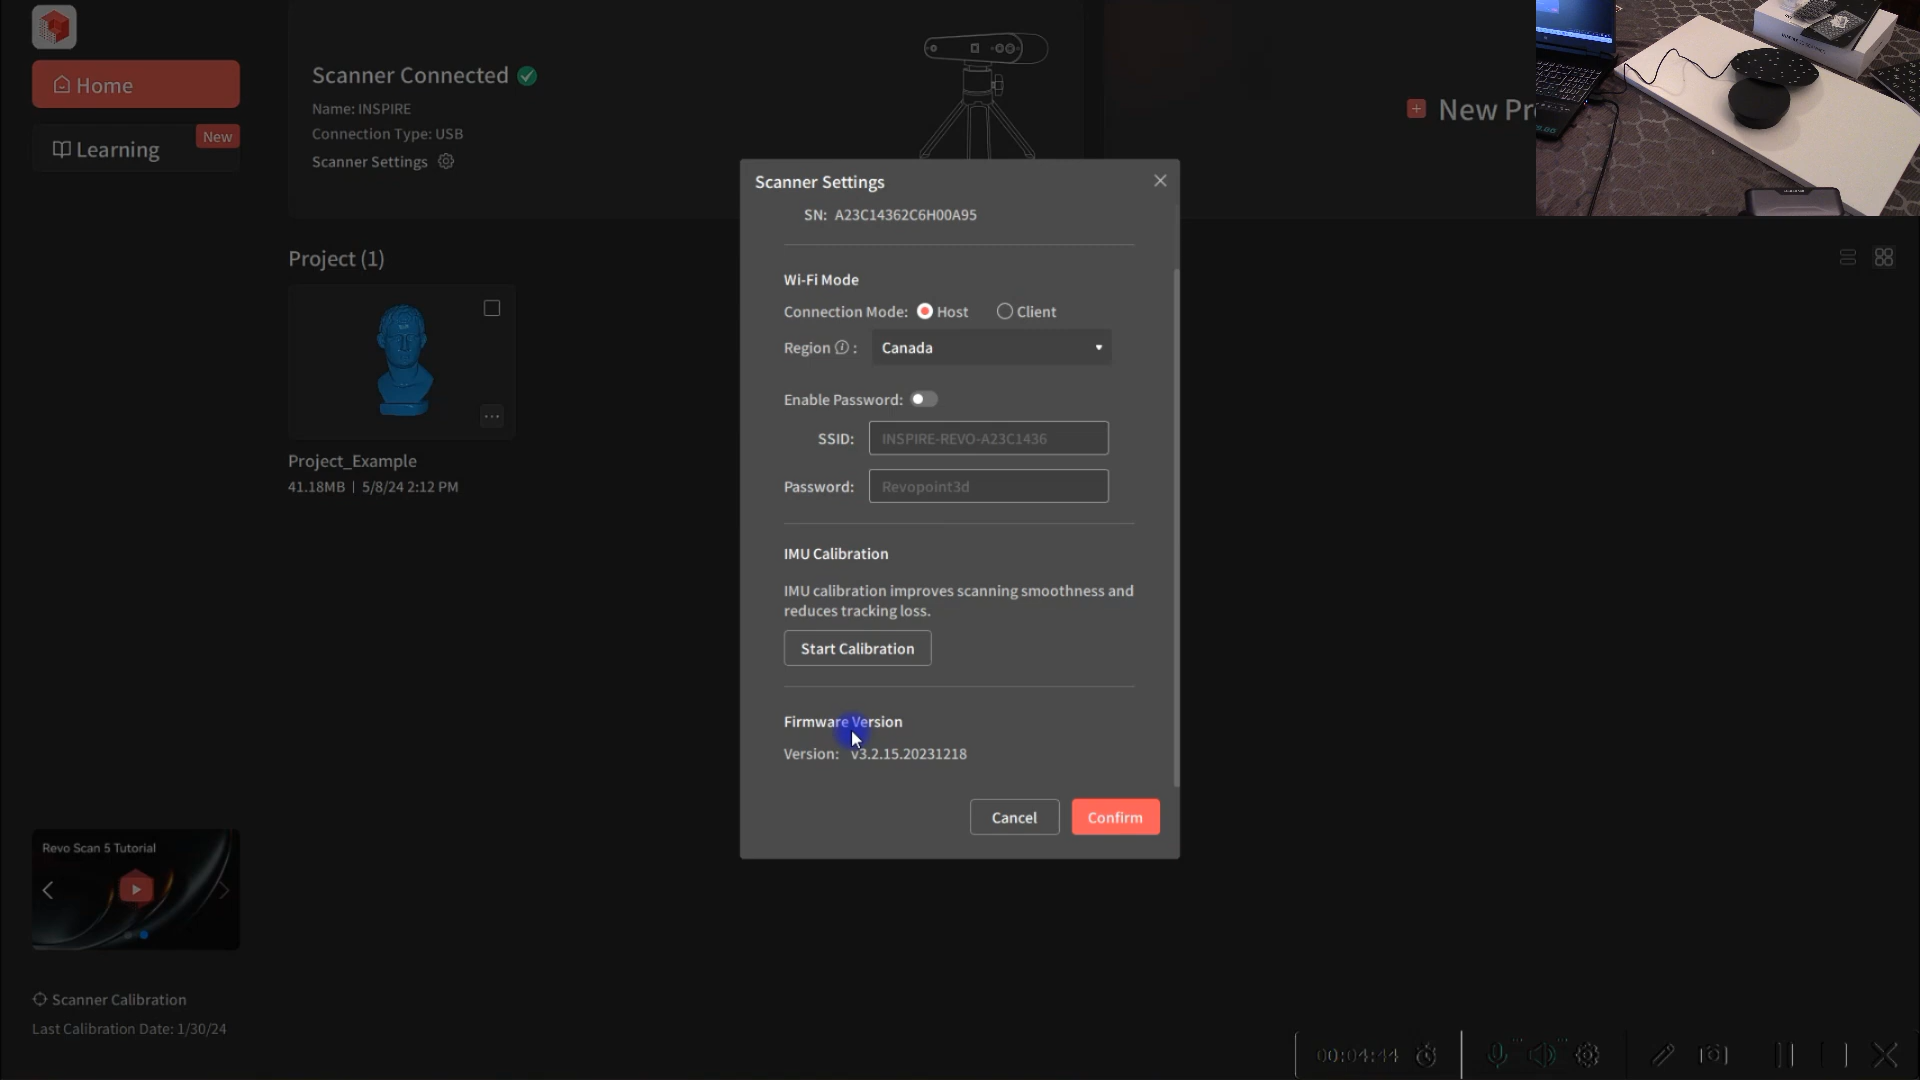 Home
Learning
New
Scanner Connected
Name: INSPIRE
Connection Type: USB
Scanner Settings
New
Scanner Settings
SN: A23C14362C6H00A95
Wi-Fi Mode
Connection Mode: Host Client
Region : Canada
Enable Password:
SSID: INSPIRE-REVO-A23C1436
Password: Revopoint3d
IMU Calibration
IMU calibration improves scanning smoothness and
reduces tracking loss.
Start Calibration
Firmware Version
Version: v3.2.15.20231218
Cancel Confirm
Project (1)
Project_Example
41.18MB | 5/8/24 2:12 PM
Revo Scan 5 Tutorial
Scanner Calibration
Last Calibration Date: 1/30/24
00:04:44